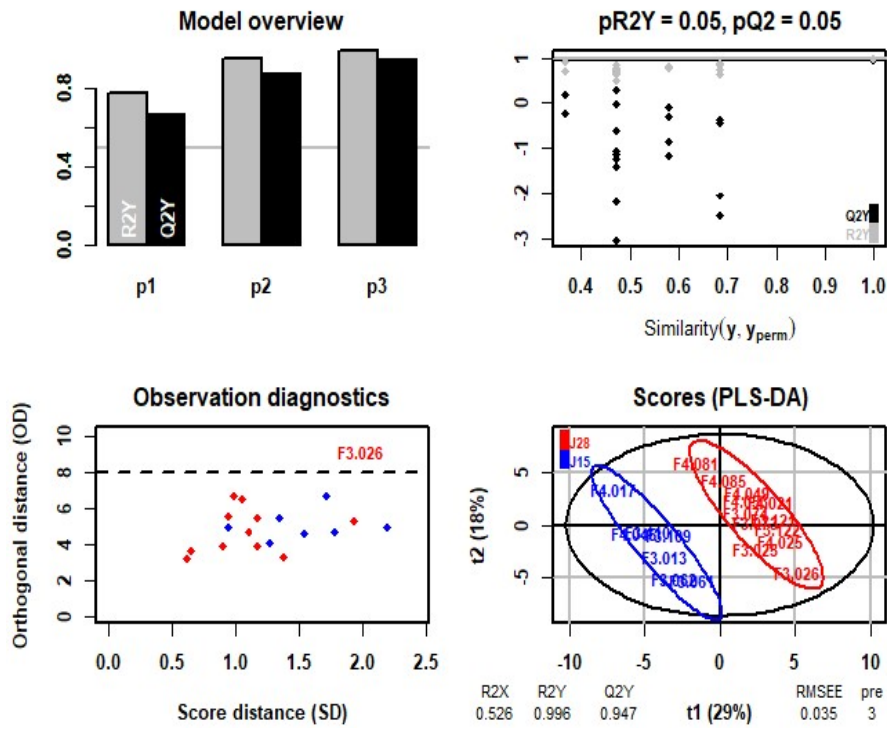 Model overview
0.8
0.4
0.0
R2Y
Q2Y
p1 p2 p3
pR2Y = 0.05, pQ2 = 0.05
1
0
-1
-2
-3
Q2Y
R2Y
0.4 0.5 0.6 0.7 0.8 0.9 1.0
Similarity(y, yperm)
Observation diagnostics
Orthogonal distance (OD)
10
8
6
4
2
0
F3.026
0.0 0.5 1.0 1.5 2.0 2.5
Score distance (SD)
Scores (PLS-DA)
t2 (18%)
5
0
-5
J28
J15
F4.081
F4.085
F4.017
F4.049
F3.013
F4.025
F3.026
-10 -5 0 5 10
t1 (29%)
R2X R2Y Q2Y RMSEE pre
0.526 0.996 0.947 0.035 3